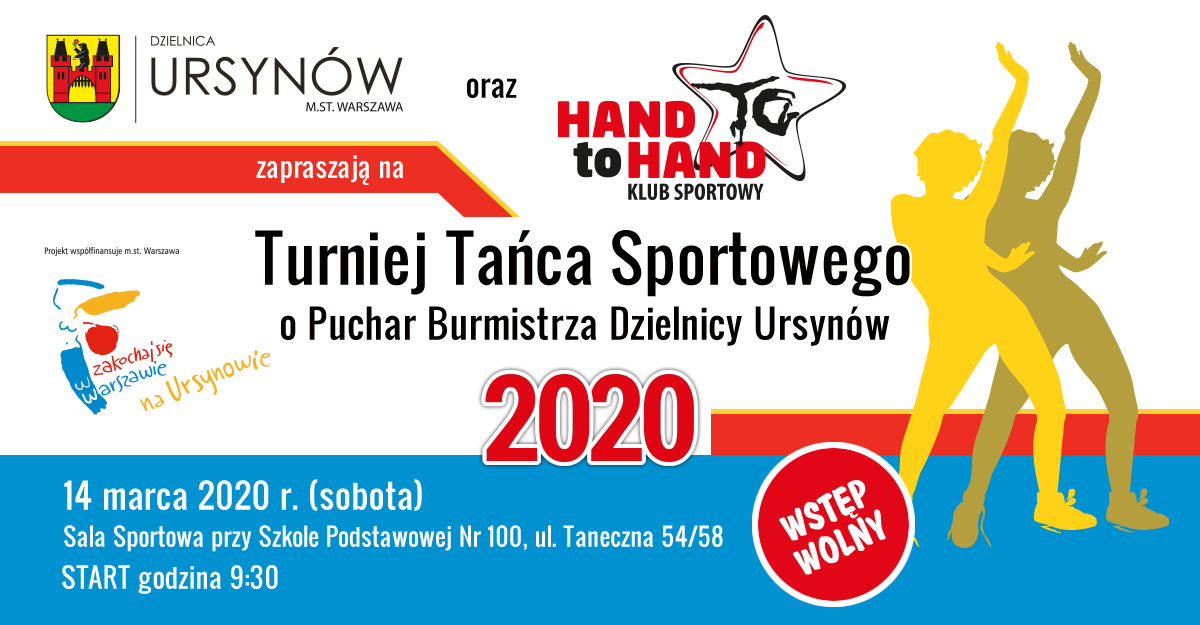 DZIELNICA
URSYNÓW
M.ST. WARSZAWA
oraz
HAND
to HAND
KLUB SPORTOWY
zapraszają na
Projekt współfinansuje m.st. Warszawa
zakochaj się
w warszawie
na Ursynowie
Turniej Tańca Sportowego
o Puchar Burmistrza Dzielnicy Ursynów
2020
14 marca 2020 r. (sobota)
Sala Sportowa przy Szkole Podstawowej Nr 100, ul. Taneczna 54/58
START godzina 9:30
WSTĘP
WOLNY